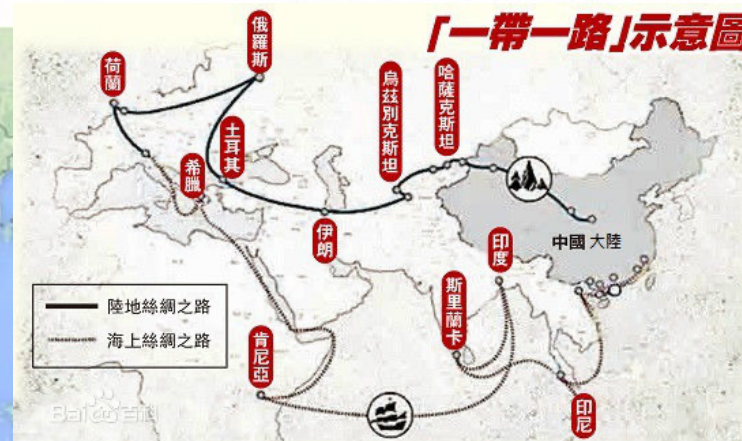 「一帶一路」示意圖
俄羅斯
荷蘭
哈薩克斯坦
烏茲別克斯坦
土耳其
希臘
伊朗
印度
中國 大陸
斯里蘭卡
肯尼亞
印尼
陸地絲綢之路
海上絲綢之路
Bai 百科